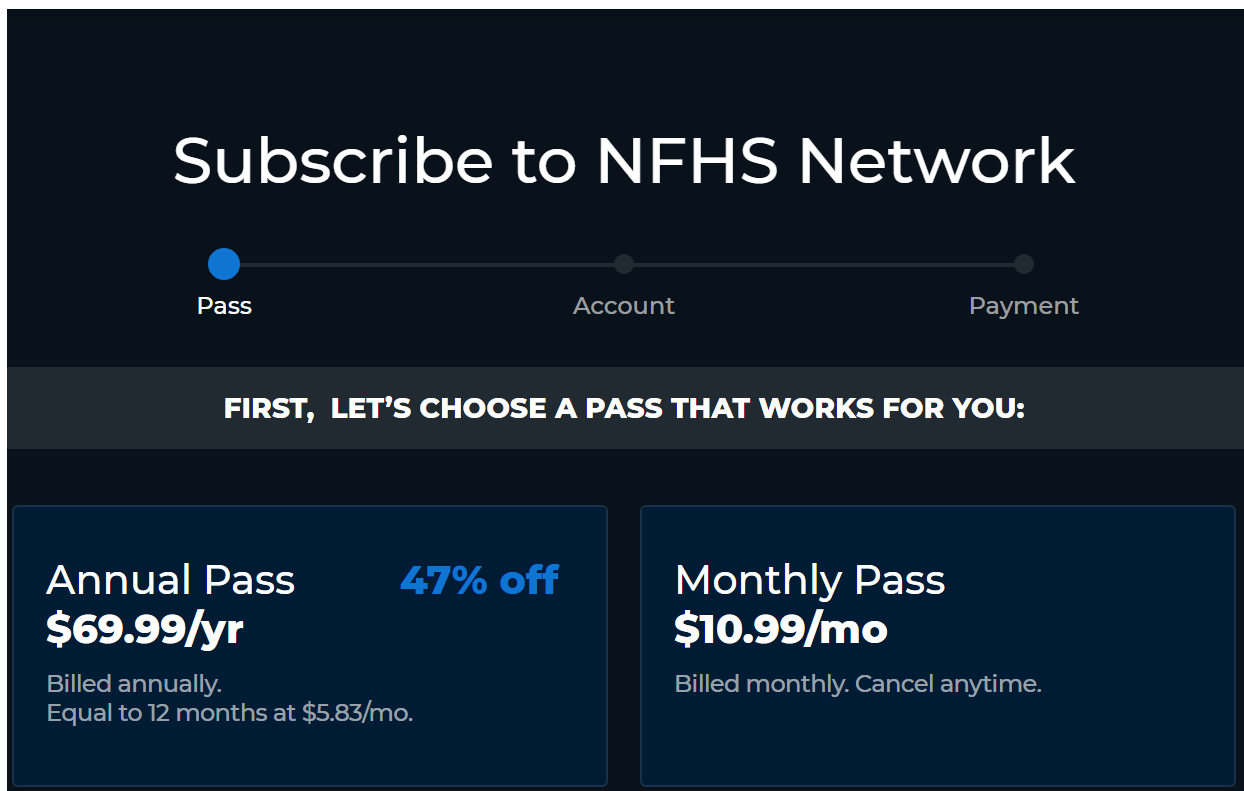 Subscribe to NFHS Network
Pass
Account
Payment
FIRST,  LET’S CHOOSE A PASS THAT WORKS FOR YOU:
Annual Pass
47% off
$69.99/yr
Billed annually.
Equal to 12 months at $5.83/mo.
Monthly Pass
$10.99/mo
Billed monthly. Cancel anytime.